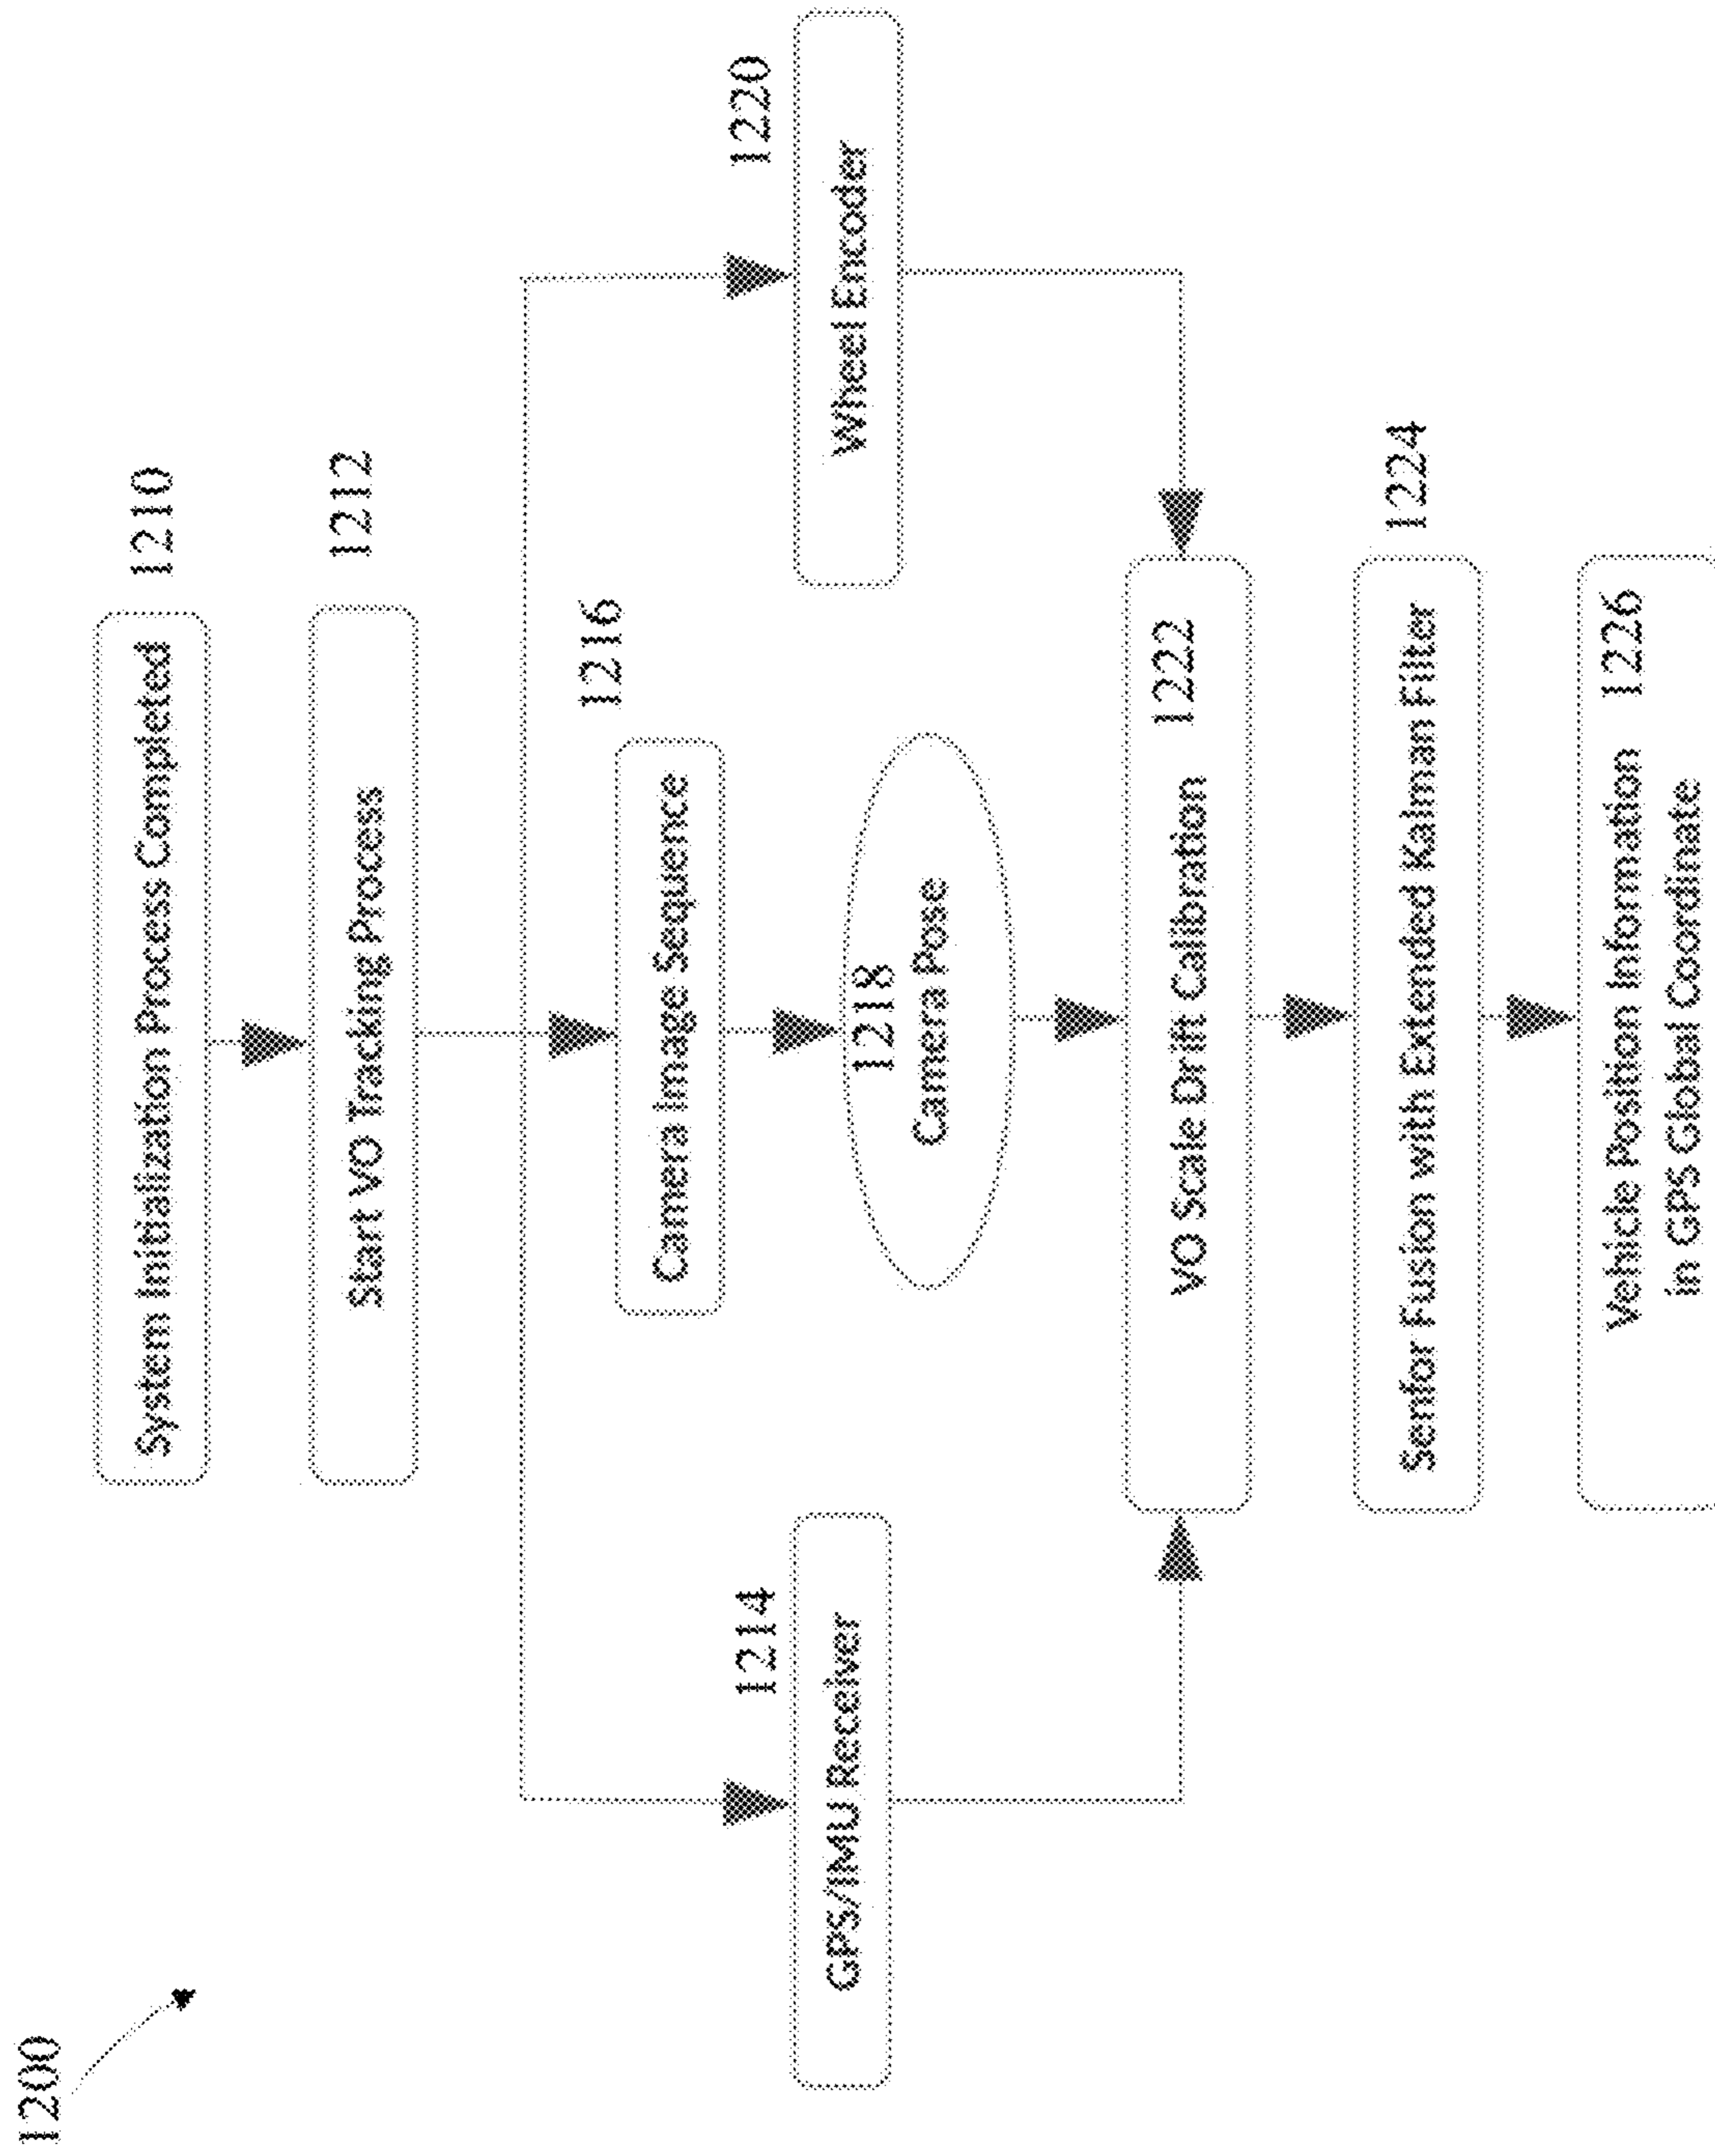 1200
System Initialization Process Completed
1210
Start VO Tracking Process
1212
1214
GPS/IMU Receiver
1216
Camera Image Sequence
1218
Camera Pose
1220
Wheel Encoder
VO Scale Drift Calibration
1222
Senfor Fusion with Extended Kalman Filter
1224
Vehicle Position Information
1226
in GPS Global Coordinate